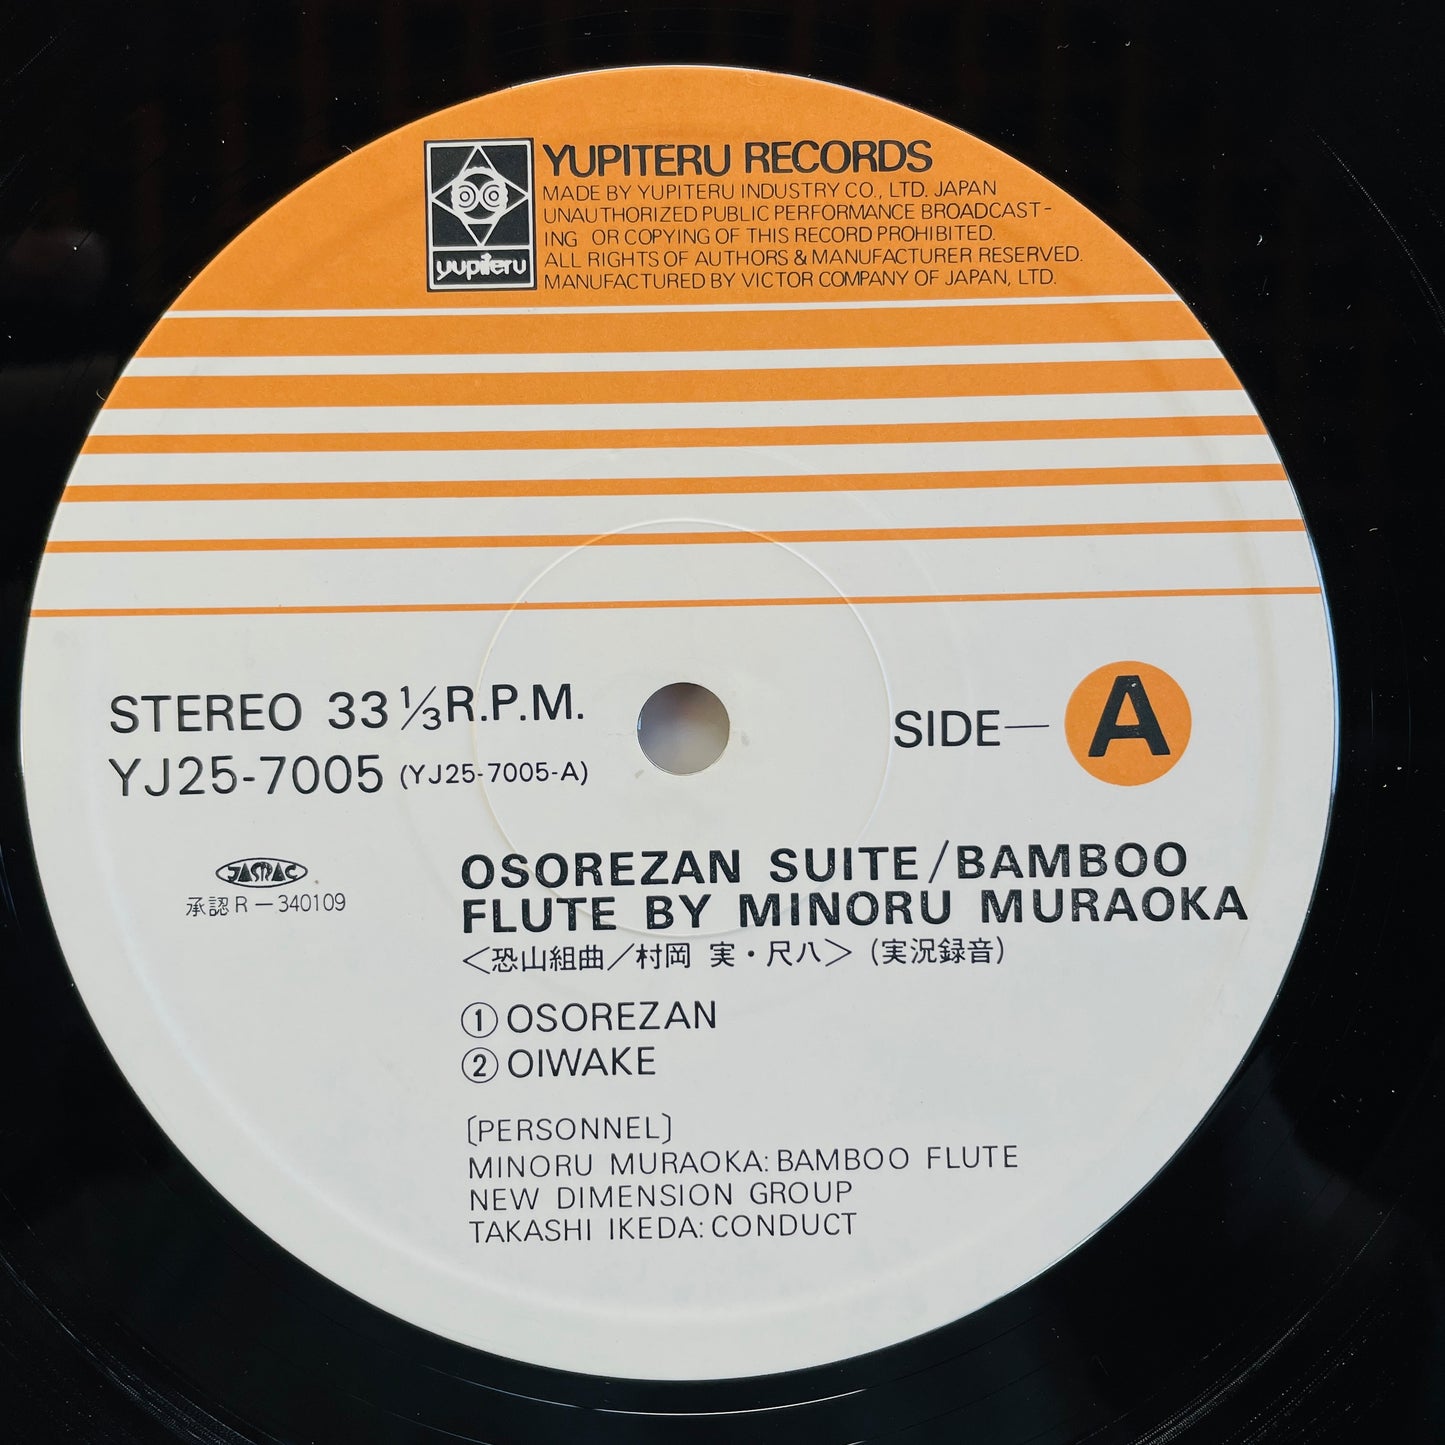 YUPITERU RECORDS
MADE BY YUPITERU INDUSTRY CO., LTD. JAPAN
UNAUTHORIZED PUBLIC PERFORMANCE BROADCAST-
ING OR COPYING OF THIS RECORD PROHIBITED.
ALL RIGHTS OF AUTHORS & MANUFACTURER RESERVED.
MANUFACTURED BY VICTOR COMPANY OF JAPAN, LTD.
yupiteru
STEREO 33 1/3 R.P.M.
YJ25-7005 (YJ25-7005-A)
SIDE— A
JASRAC
承認 R－340109
OSOREZAN SUITE/BAMBOO
FLUTE BY MINORU MURAOKA
<恐山組曲／村岡 実・尺八> (実況録音)
① OSOREZAN
② OIWAKE
〔PERSONNEL〕
MINORU MURAOKA: BAMBOO FLUTE
NEW DIMENSION GROUP
TAKASHI IKEDA: CONDUCT